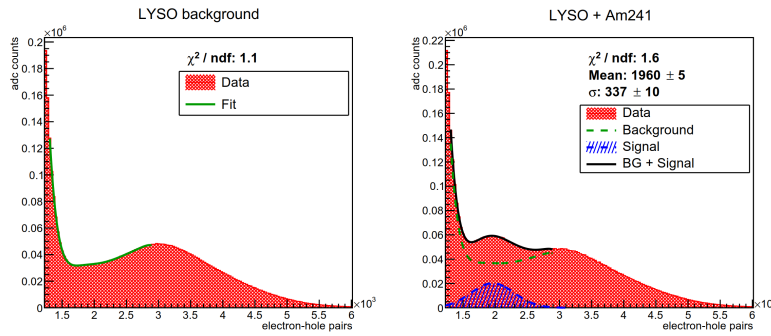 LYSO background
×10⁶
adc counts
0.2
0.18
0.16
0.14
0.12
0.1
0.08
0.06
0.04
0.02
0
χ² / ndf: 1.1
Data
Fit
1.5 2 2.5 3 3.5 4 4.5 5 5.5 6
×10³
electron-hole pairs
LYSO + Am241
×10⁶
adc counts
0.22
0.2
0.18
0.16
0.14
0.12
0.1
0.08
0.06
0.04
0.02
0
χ² / ndf: 1.6
Mean: 1960 ± 5
σ: 337 ± 10
Data
Background
Signal
BG + Signal
1.5 2 2.5 3 3.5 4 4.5 5 5.5 6
×10
electron-hole pairs